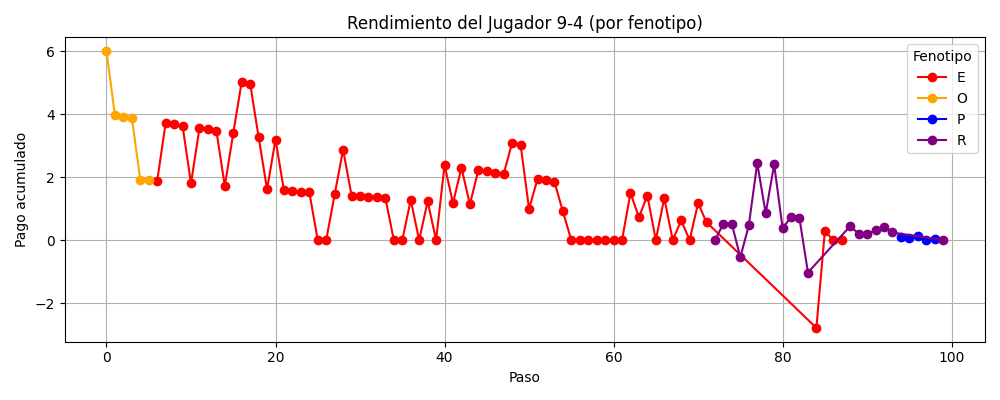 Rendimiento del Jugador 9-4 (por fenotipo)
Pago acumulado
6
4
2
0
−2
0
20
40
60
80
100
Paso
Fenotipo
E
O
P
R